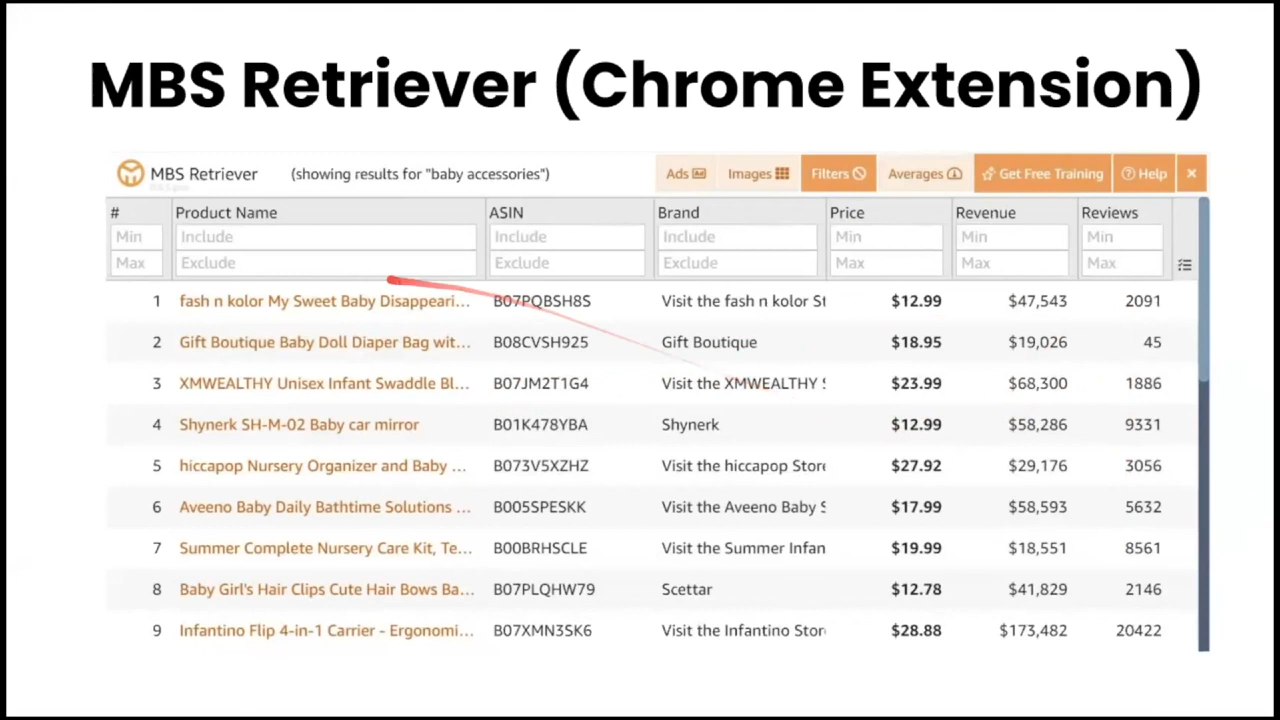 MBS Retriever (Chrome Extension)
MBS Retriever (showing results for "baby accessories") Ads Images Filters Averages Get Free Training Help
# Product Name ASIN Brand Price Revenue Reviews
Min Include Include Include Min Min Min
Max Exclude Exclude Exclude Max Max Max
1 fash n kolor My Sweet Baby Disappeari... B07PQBSH8S Visit the fash n kolor St $12.99 $47,543 2091
2 Gift Boutique Baby Doll Diaper Bag wit... B08CVSH925 Gift Boutique $18.95 $19,026 45
3 XMWEALTHY Unisex Infant Swaddle Bl... B07JM2T1G4 Visit the XMWEALTHY S $23.99 $68,300 1886
4 Shynerk SH-M-02 Baby car mirror B01K478YBA Shynerk $12.99 $58,286 9331
5 hiccapop Nursery Organizer and Baby ... B073V5XZHZ Visit the hiccapop Store $27.92 $29,176 3056
6 Aveeno Baby Daily Bathtime Solutions ... B005SPESKK Visit the Aveeno Baby S $17.99 $58,593 5632
7 Summer Complete Nursery Care Kit, Te... B00BRHSCLE Visit the Summer Infan $19.99 $18,551 8561
8 Baby Girl's Hair Clips Cute Hair Bows Ba... B07PLQHW79 Scettar $12.78 $41,829 2146
9 Infantino Flip 4-in-1 Carrier - Ergonomi... B07XMN3SK6 Visit the Infantino Stor $28.88 $173,482 20422